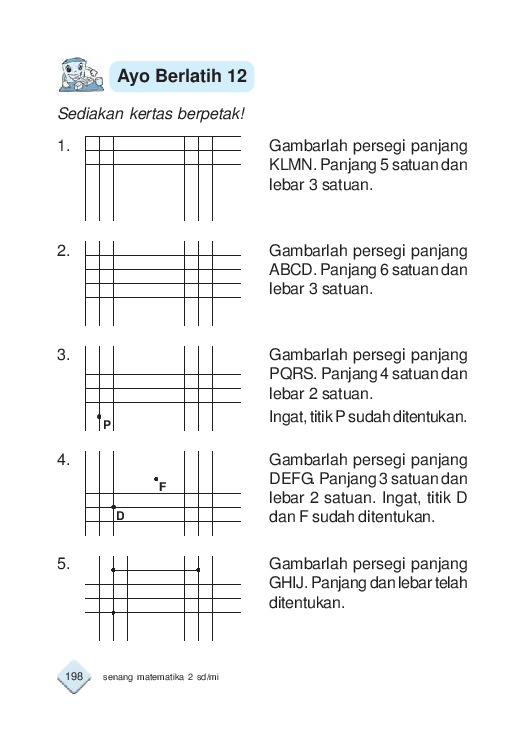 Ayo Berlatih 12
Sediakan kertas berpetak!
1.
Gambarlah persegi panjang
KLMN. Panjang 5 satuan dan
lebar 3 satuan.
2.
Gambarlah persegi panjang
ABCD. Panjang 6 satuan dan
lebar 3 satuan.
3.
Gambarlah persegi panjang
PQRS. Panjang 4 satuan dan
lebar 2 satuan.
Ingat, titik P sudah ditentukan.
P
4.
Gambarlah persegi panjang
DEFG. Panjang 3 satuan dan
lebar 2 satuan. Ingat, titik D
dan F sudah ditentukan.
F
D
5.
Gambarlah persegi panjang
GHIJ. Panjang dan lebar telah
ditentukan.
198 senang matematika 2 sd/mi